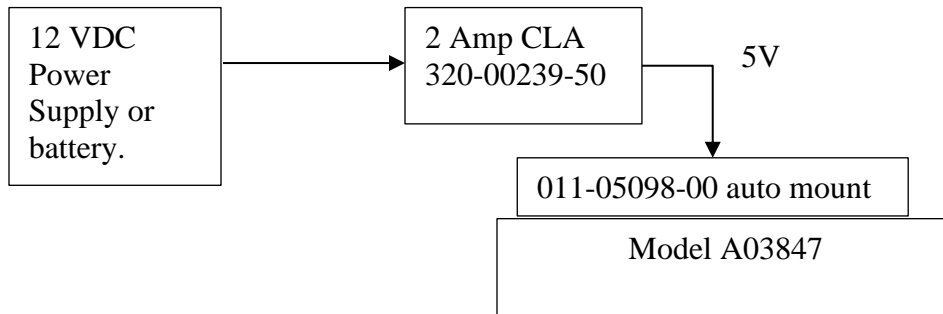 12 VDC
Power
Supply or
battery.
2 Amp CLA
320-00239-50
5V
011-05098-00 auto mount
Model A03847